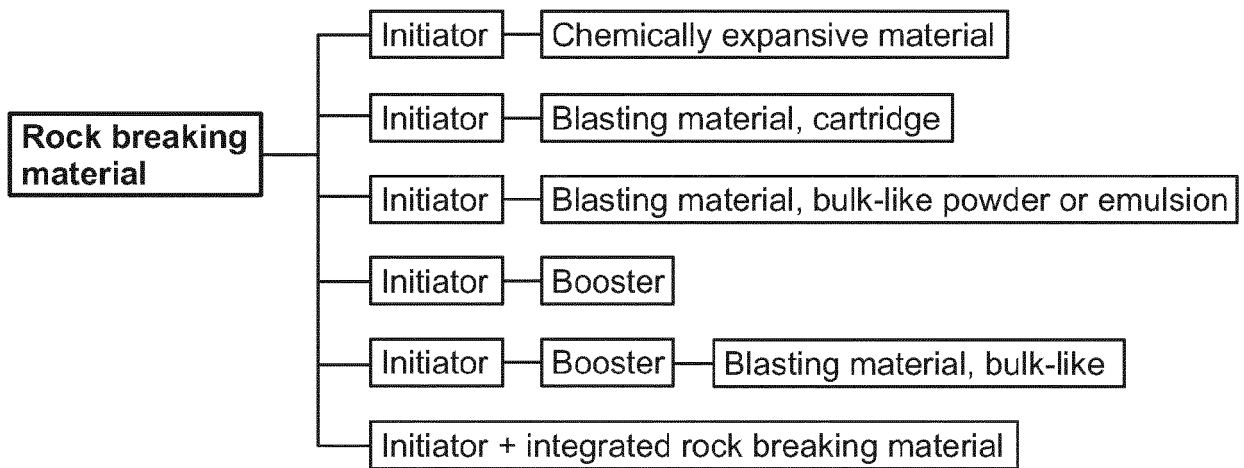 Initiator
Chemically expansive material
Initiator
Blasting material, cartridge
Rock breaking
material
Initiator
Blasting material, bulk-like powder or emulsion
Initiator
Booster
Initiator
Booster
Blasting material, bulk-like
Initiator + integrated rock breaking material